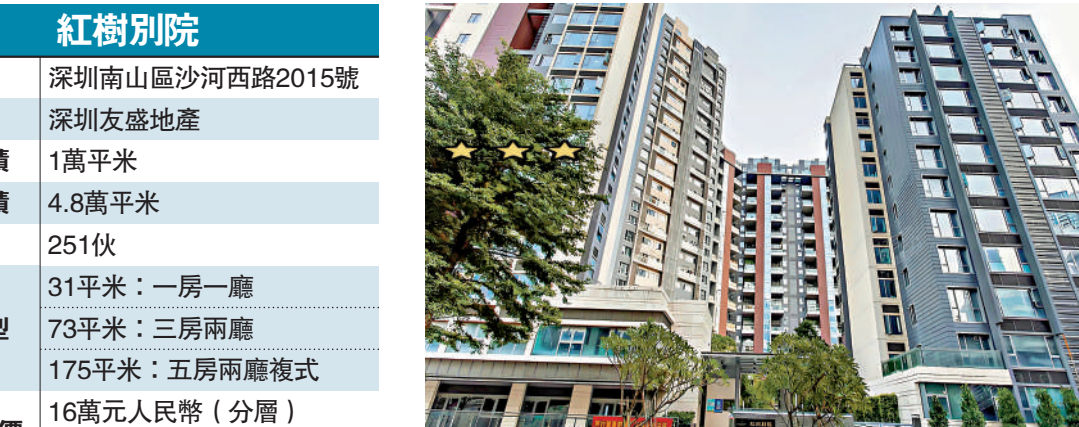 紅樹別院
深圳南山區沙河西路2015號
深圳友盛地產
積 1萬平米
積 4.8萬平米
251伙
31平米：一房一廳
型 73平米：三房兩廳
175平米：五房兩廳複式
16萬元人民幣（分層）